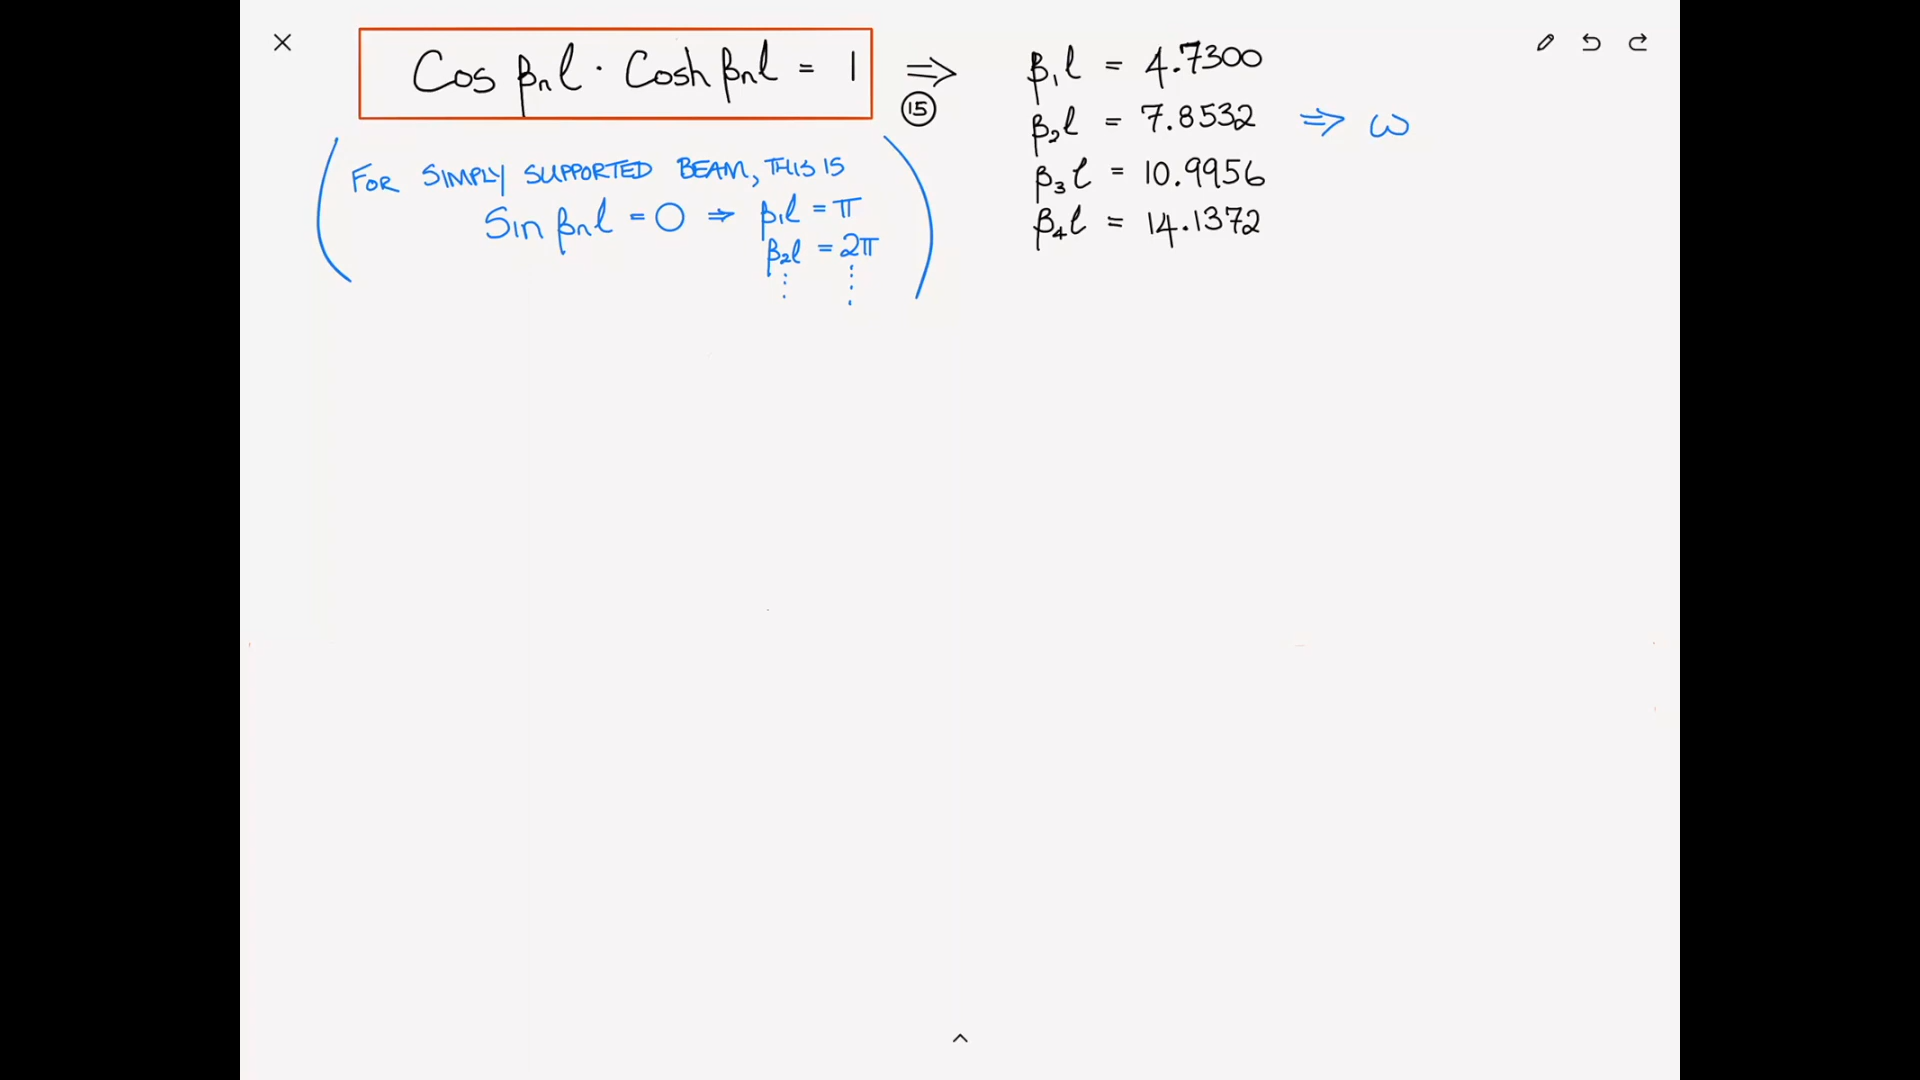 Cos βₙl · Cosh βₙl = 1 ⇒ ⑮
β₁l = 4.7300
β₂l = 7.8532 ⇒ ω
β₃l = 10.9956
β₄l = 14.1372
(FOR SIMPLY SUPPORTED BEAM, THIS IS
Sin βₙl = 0 ⇒ β₁l = π
β₂l = 2π
⋮ ⋮)